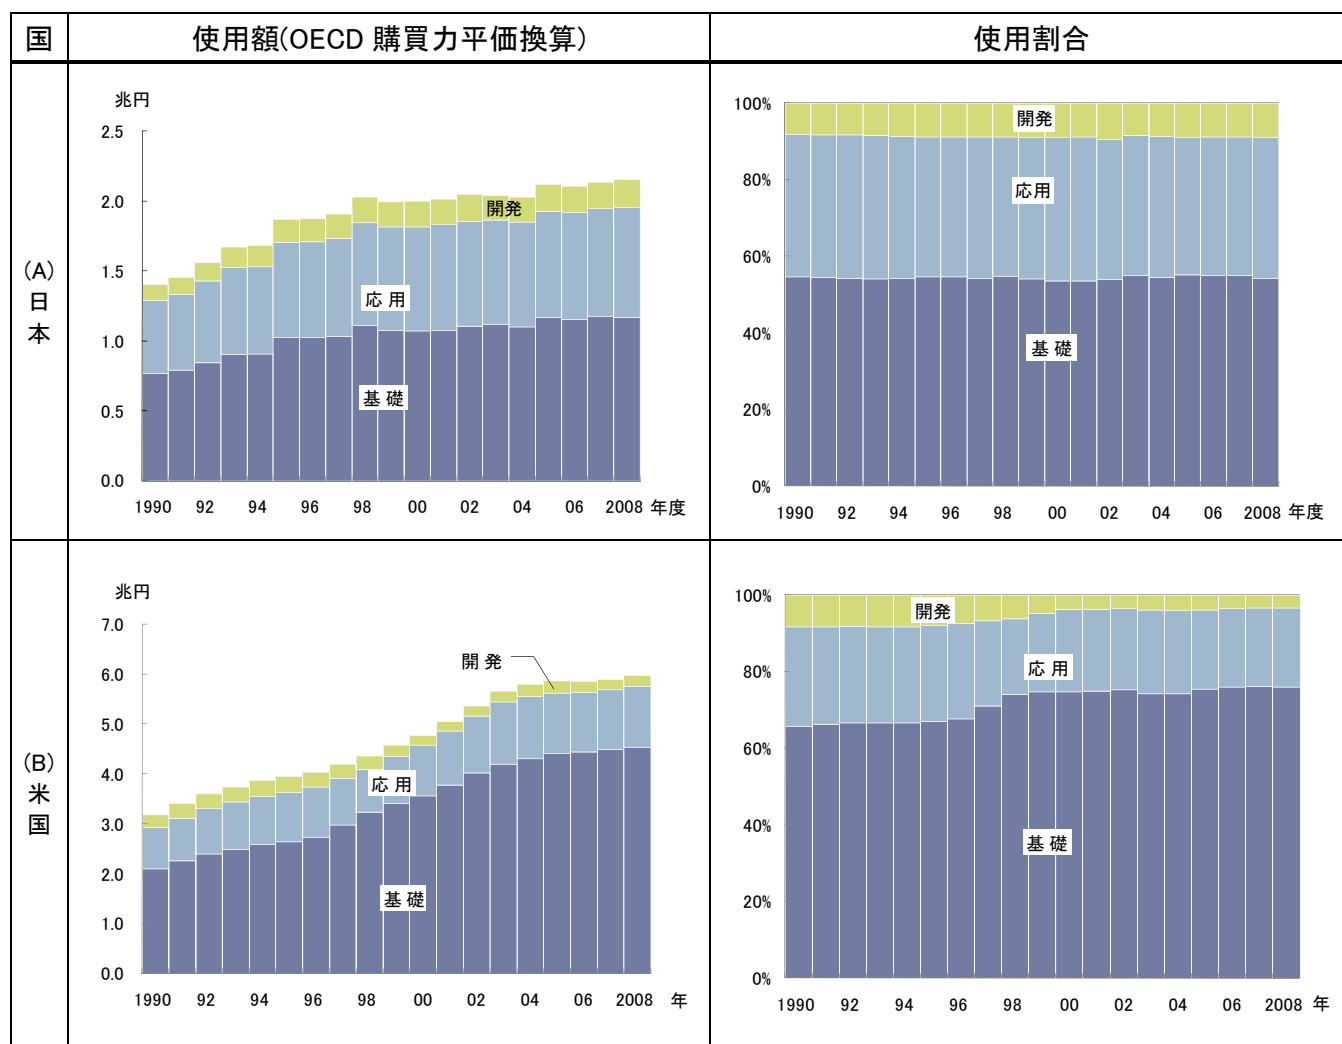 国 使用額(OECD 購買力平価換算) 使用割合
(A)
日
本
兆円
2.5
2.0
1.5
1.0
0.5
0.0
開発
応 用
基 礎
1990 92 94 96 98 00 02 04 06 2008 年度
100%
80%
60%
40%
20%
0%
開発
応 用
基 礎
1990 92 94 96 98 00 02 04 06 2008 年度
(B)
米
国
兆円
7.0
6.0
5.0
4.0
3.0
2.0
1.0
0.0
開 発
応 用
基 礎
1990 92 94 96 98 00 02 04 06 2008 年
100%
80%
60%
40%
20%
0%
開発
応 用
基 礎
1990 92 94 96 98 00 02 04 06 2008 年